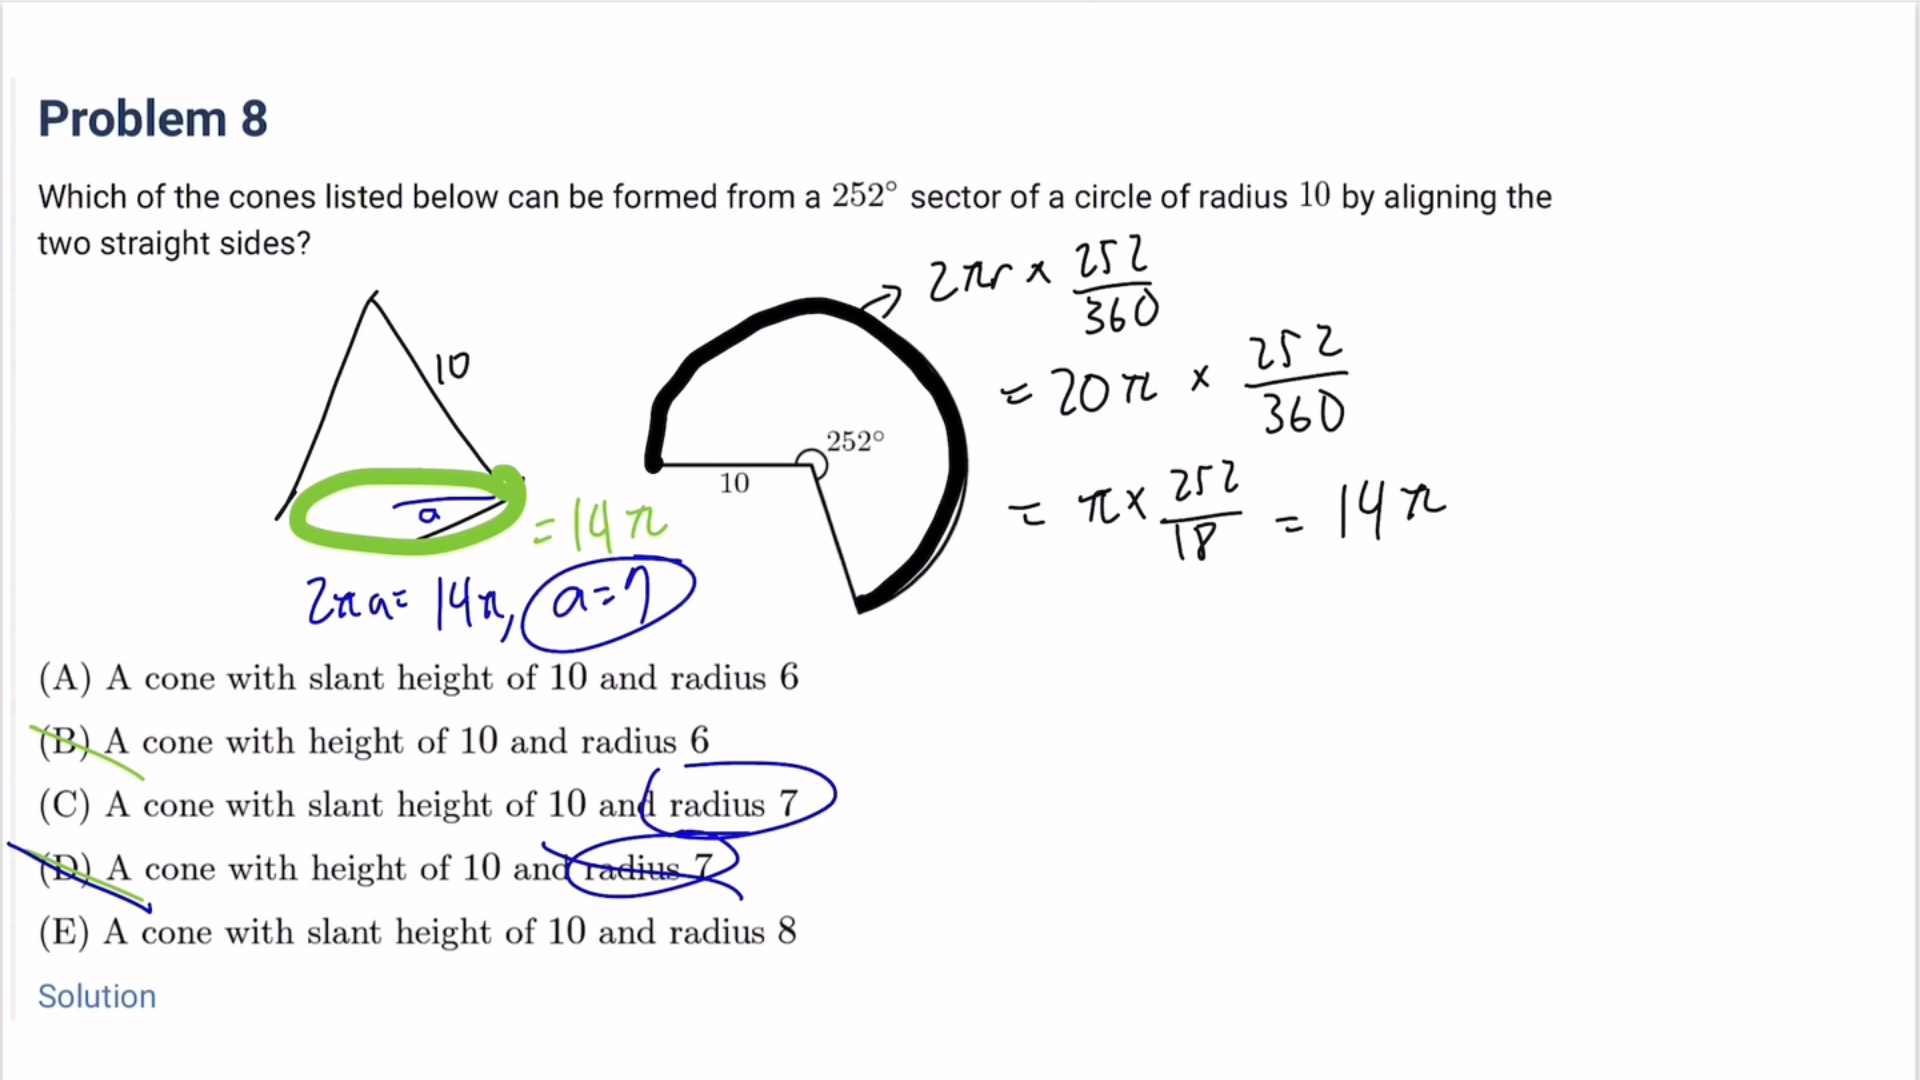 Problem 8
Which of the cones listed below can be formed from a 252° sector of a circle of radius 10 by aligning the
two straight sides?
2πr × 252/360
= 20π × 252/360
= π × 252/18 = 14π
10
252°
10
a
= 14π
2πa = 14π, a = 7
(A) A cone with slant height of 10 and radius 6
(B) A cone with height of 10 and radius 6
(C) A cone with slant height of 10 and radius 7
(D) A cone with height of 10 and radius 7
(E) A cone with slant height of 10 and radius 8
Solution